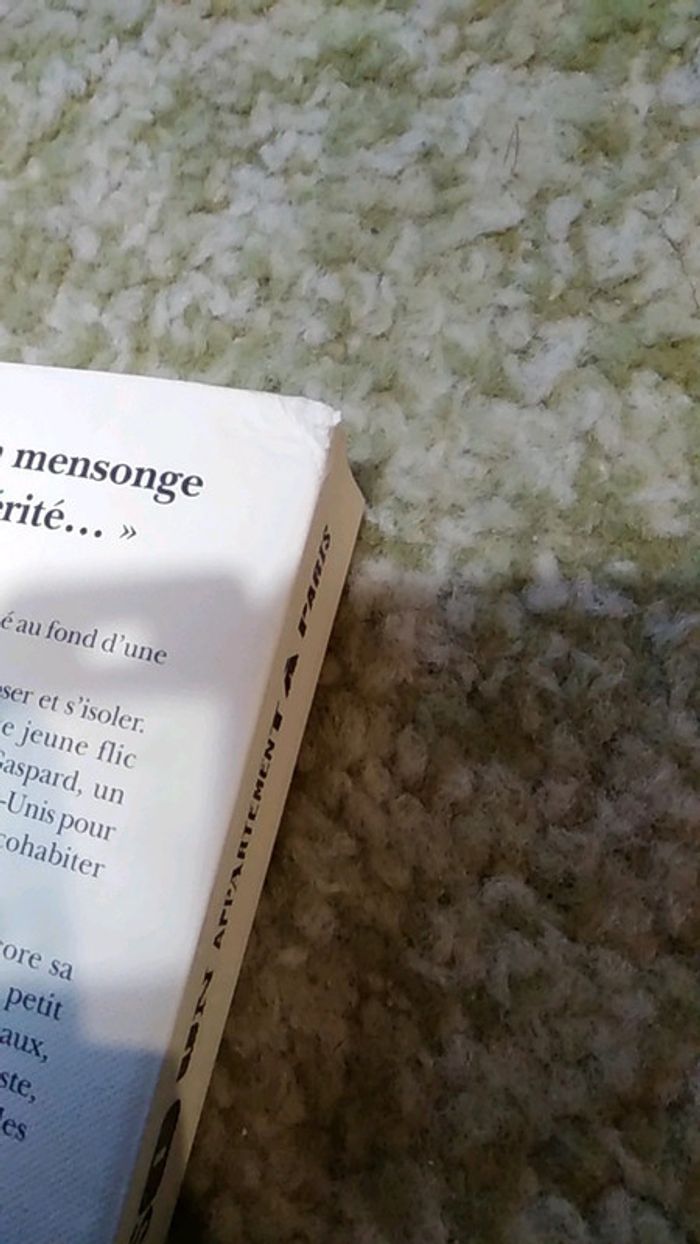 mensonge
érité… »
é au fond d'une
ser et s'isoler.
e jeune flic
Gaspard, un
-Unis pour
cohabiter
ore sa
petit
aux,
ste,
les
UN APPARTEMENT À PARIS